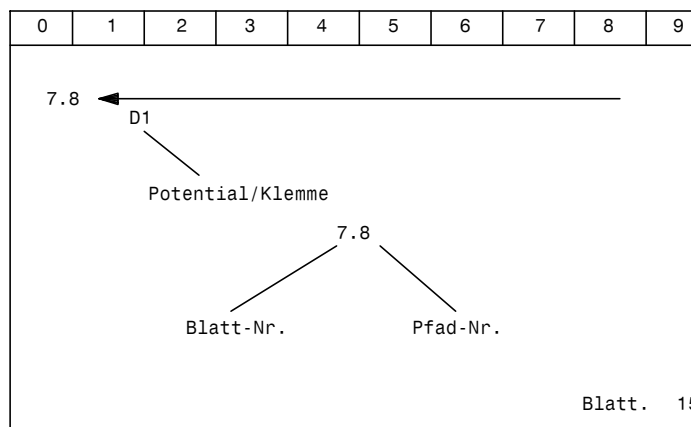 0 1 2 3 4 5 6 7 8 9
7.8
D1
Potential/Klemme
7.8
Blatt-Nr. Pfad-Nr.
Blatt. 15